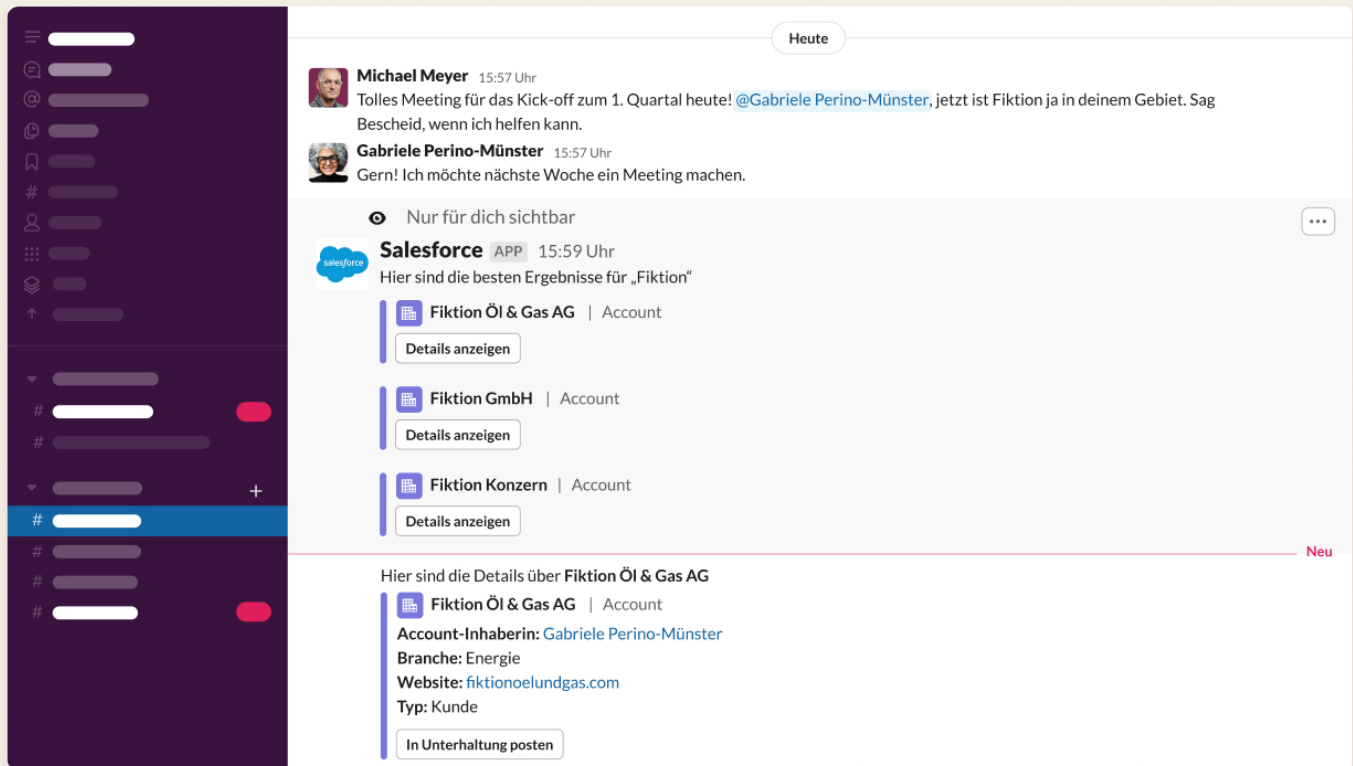 Heute
Michael Meyer 15:57 Uhr
Tolles Meeting für das Kick-off zum 1. Quartal heute! @Gabriele Perino-Münster, jetzt ist Fiktion ja in deinem Gebiet. Sag
Bescheid, wenn ich helfen kann.
Gabriele Perino-Münster 15:57 Uhr
Gern! Ich möchte nächste Woche ein Meeting machen.
Nur für dich sichtbar
salesforce
Salesforce APP 15:59 Uhr
Hier sind die besten Ergebnisse für „Fiktion“
Fiktion Öl & Gas AG | Account
Details anzeigen
Fiktion GmbH | Account
Details anzeigen
Fiktion Konzern | Account
Details anzeigen
Neu
Hier sind die Details über Fiktion Öl & Gas AG
Fiktion Öl & Gas AG | Account
Account-Inhaberin: Gabriele Perino-Münster
Branche: Energie
Website: fiktionoelundgas.com
Typ: Kunde
In Unterhaltung posten